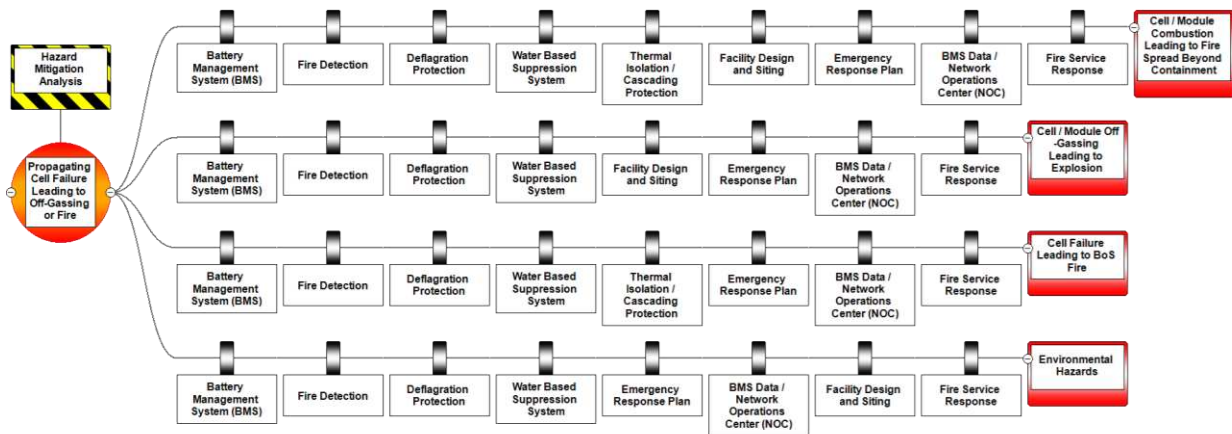 Hazard
Mitigation
Analysis
Propagating
Cell Failure
Leading to
Off-Gassing
or Fire
Battery
Management
System (BMS)
Fire Detection
Deflagration
Protection
Water Based
Suppression
System
Thermal
Isolation /
Cascading
Protection
Facility Design
and Siting
Emergency
Response Plan
BMS Data /
Network
Operations
Center (NOC)
Fire Service
Response
Cell / Module
Combustion
Leading to Fire
Spread Beyond
Containment
Battery
Management
System (BMS)
Fire Detection
Deflagration
Protection
Water Based
Suppression
System
Facility Design
and Siting
Emergency
Response Plan
BMS Data /
Network
Operations
Center (NOC)
Fire Service
Response
Cell / Module Off
-Gassing
Leading to
Explosion
Battery
Management
System (BMS)
Fire Detection
Deflagration
Protection
Water Based
Suppression
System
Thermal
Isolation /
Cascading
Protection
Emergency
Response Plan
BMS Data /
Network
Operations
Center (NOC)
Fire Service
Response
Cell Failure
Leading to BoS
Fire
Battery
Management
System (BMS)
Fire Detection
Deflagration
Protection
Water Based
Suppression
System
Emergency
Response Plan
BMS Data /
Network
Operations
Center (NOC)
Facility Design
and Siting
Fire Service
Response
Environmental
Hazards